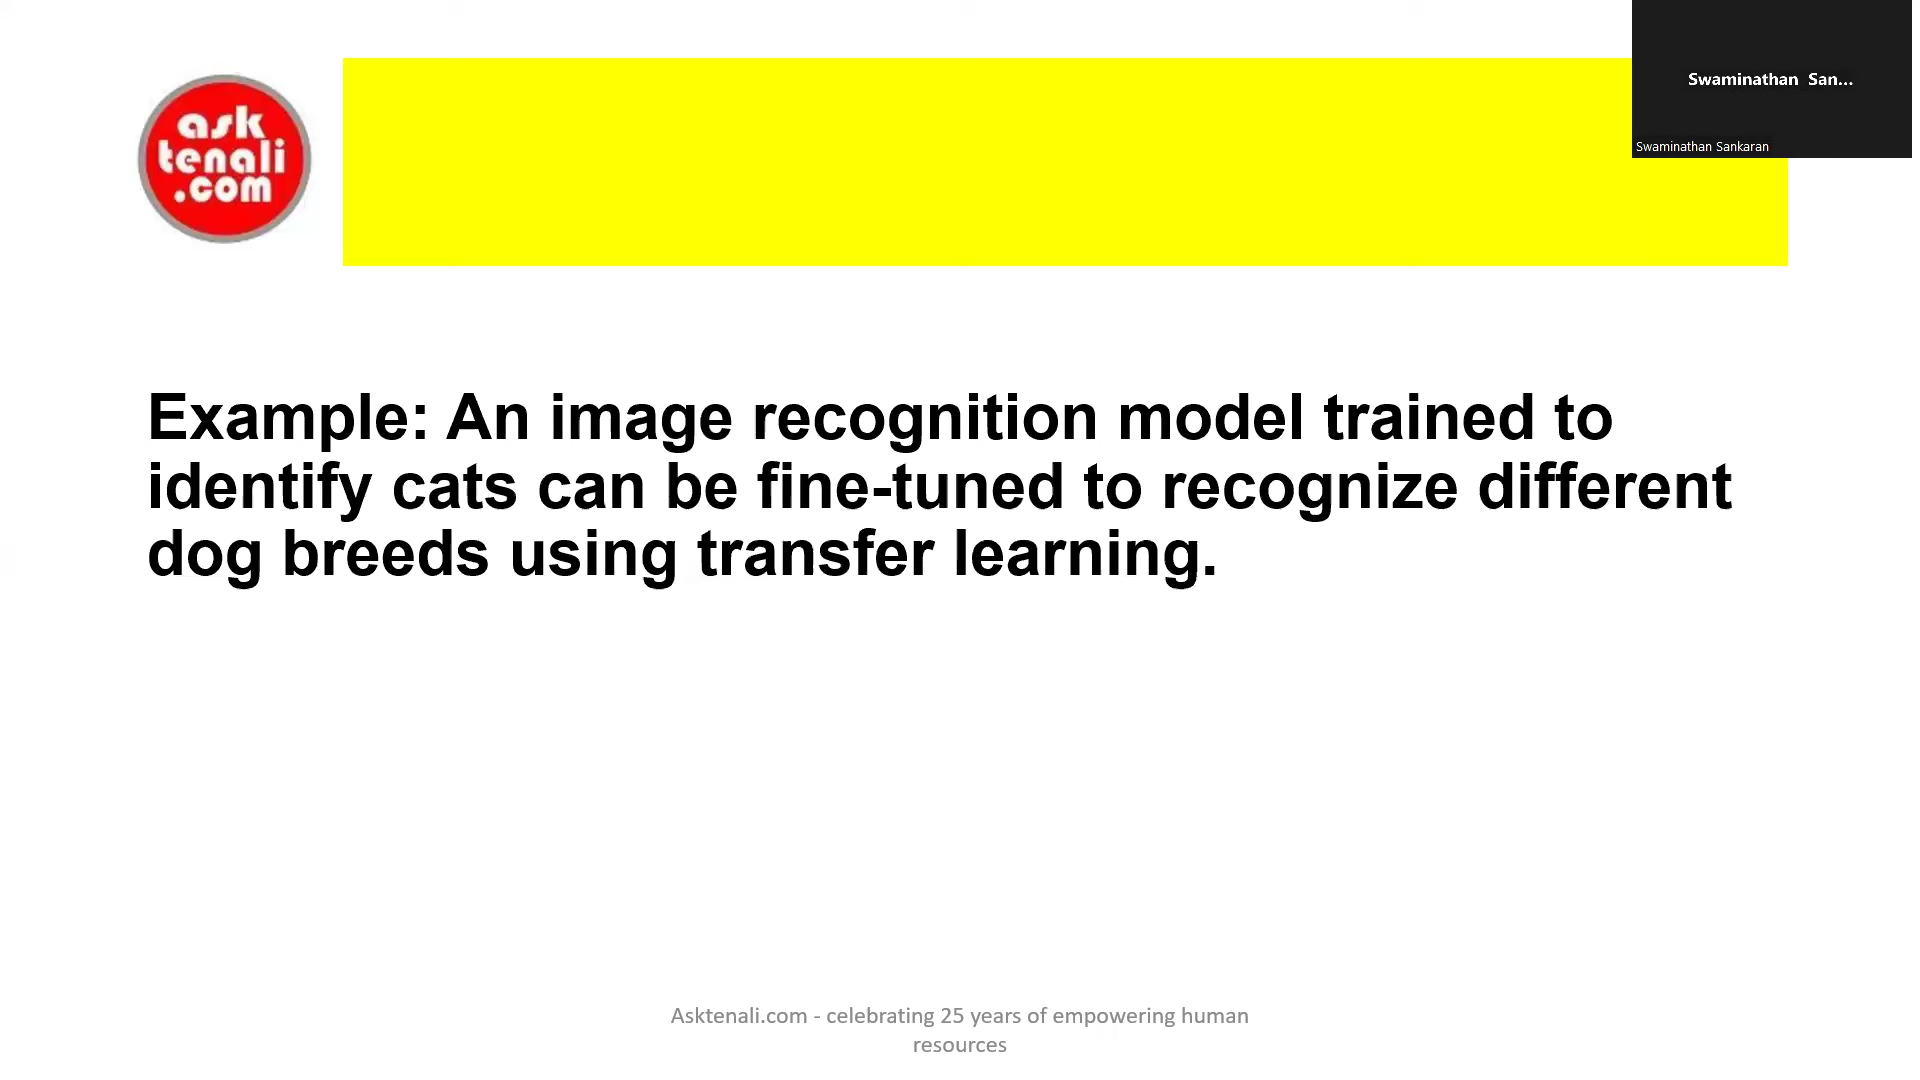 ask
tenali
.com
Swaminathan San...
Swaminathan Sankaran
Example: An image recognition model trained to
identify cats can be fine-tuned to recognize different
dog breeds using transfer learning.
Asktenali.com - celebrating 25 years of empowering human
resources